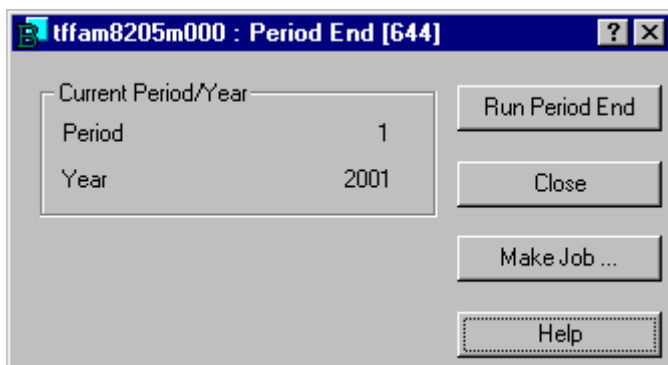 tffam8205m000 : Period End [644]
Current Period/Year
Period 1
Year 2001
Run Period End
Close
Make Job ...
Help